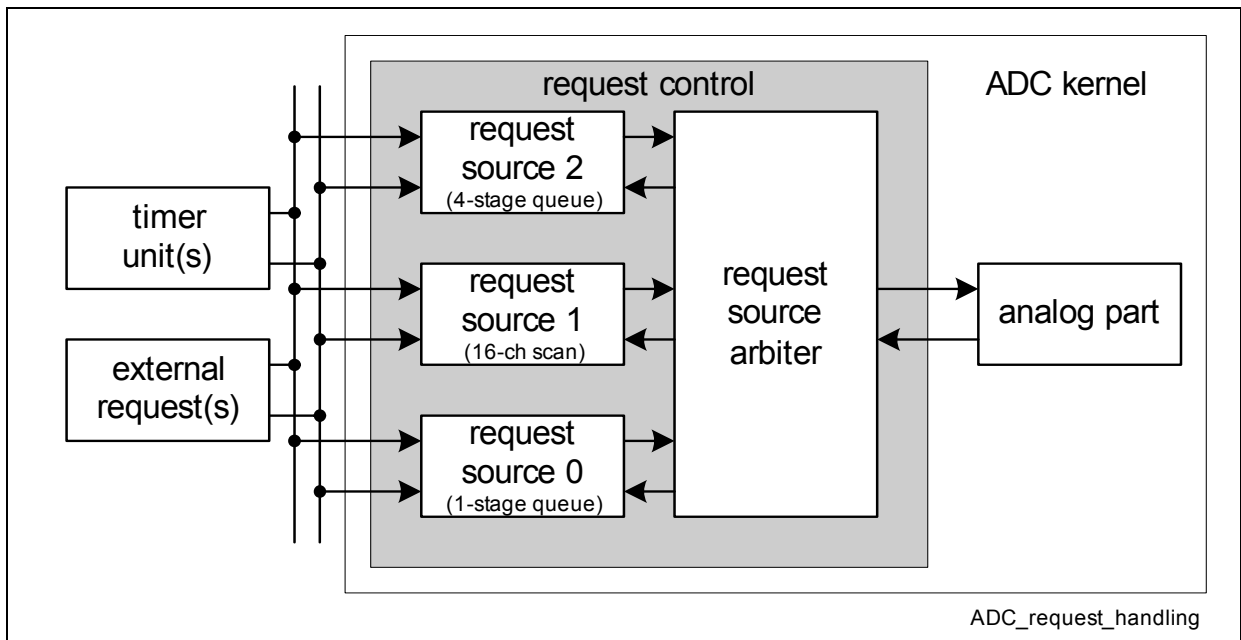 request control
ADC kernel
request
source 2
(4-stage queue)
timer
unit(s)
request
source 1
(16-ch scan)
request
source
arbiter
analog part
external
request(s)
request
source 0
(1-stage queue)
ADC_request_handling